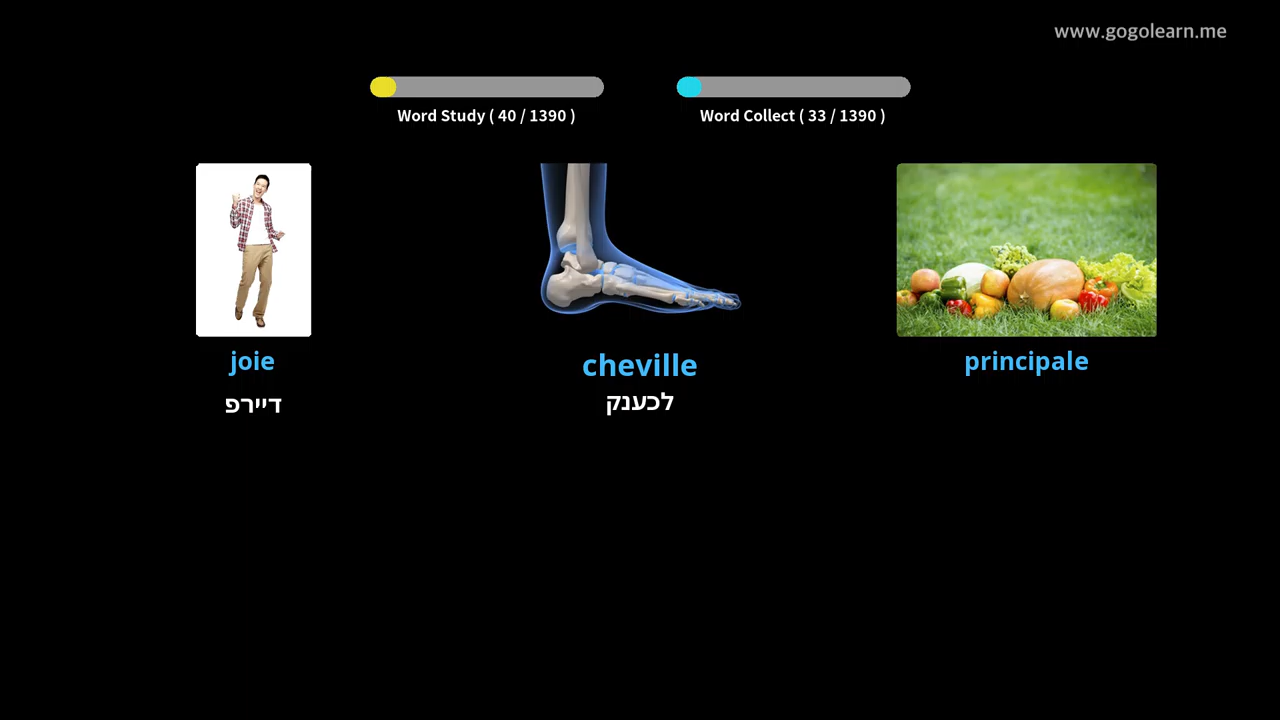 www.gogolearn.me
Word Study ( 40 / 1390 )
Word Collect ( 33 / 1390 )
joie
דיירפ
cheville
לכענק
principale